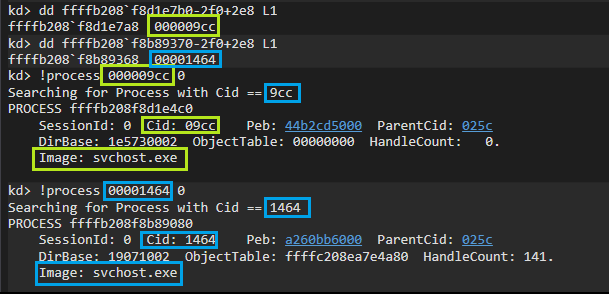 kd> dd ffffb208`f8d1e7b0-2f0+2e8 L1
ffffb208`f8d1e7a8 000009cc
kd> dd ffffb208`f8b89370-2f0+2e8 L1
ffffb208`f8b89368 00001464
kd> !process 000009cc 0
Searching for Process with Cid == 9cc
PROCESS ffffb208f8d1e4c0
SessionId: 0 Cid: 09cc Peb: 44b2cd5000 ParentCid: 025c
DirBase: 1e5730002 ObjectTable: 00000000 HandleCount: 0.
Image: svchost.exe
kd> !process 00001464 0
Searching for Process with Cid == 1464
PROCESS ffffb208f8b89080
SessionId: 0 Cid: 1464 Peb: a260bb6000 ParentCid: 025c
DirBase: 19071002 ObjectTable: ffffc208ea7e4a80 HandleCount: 141.
Image: svchost.exe